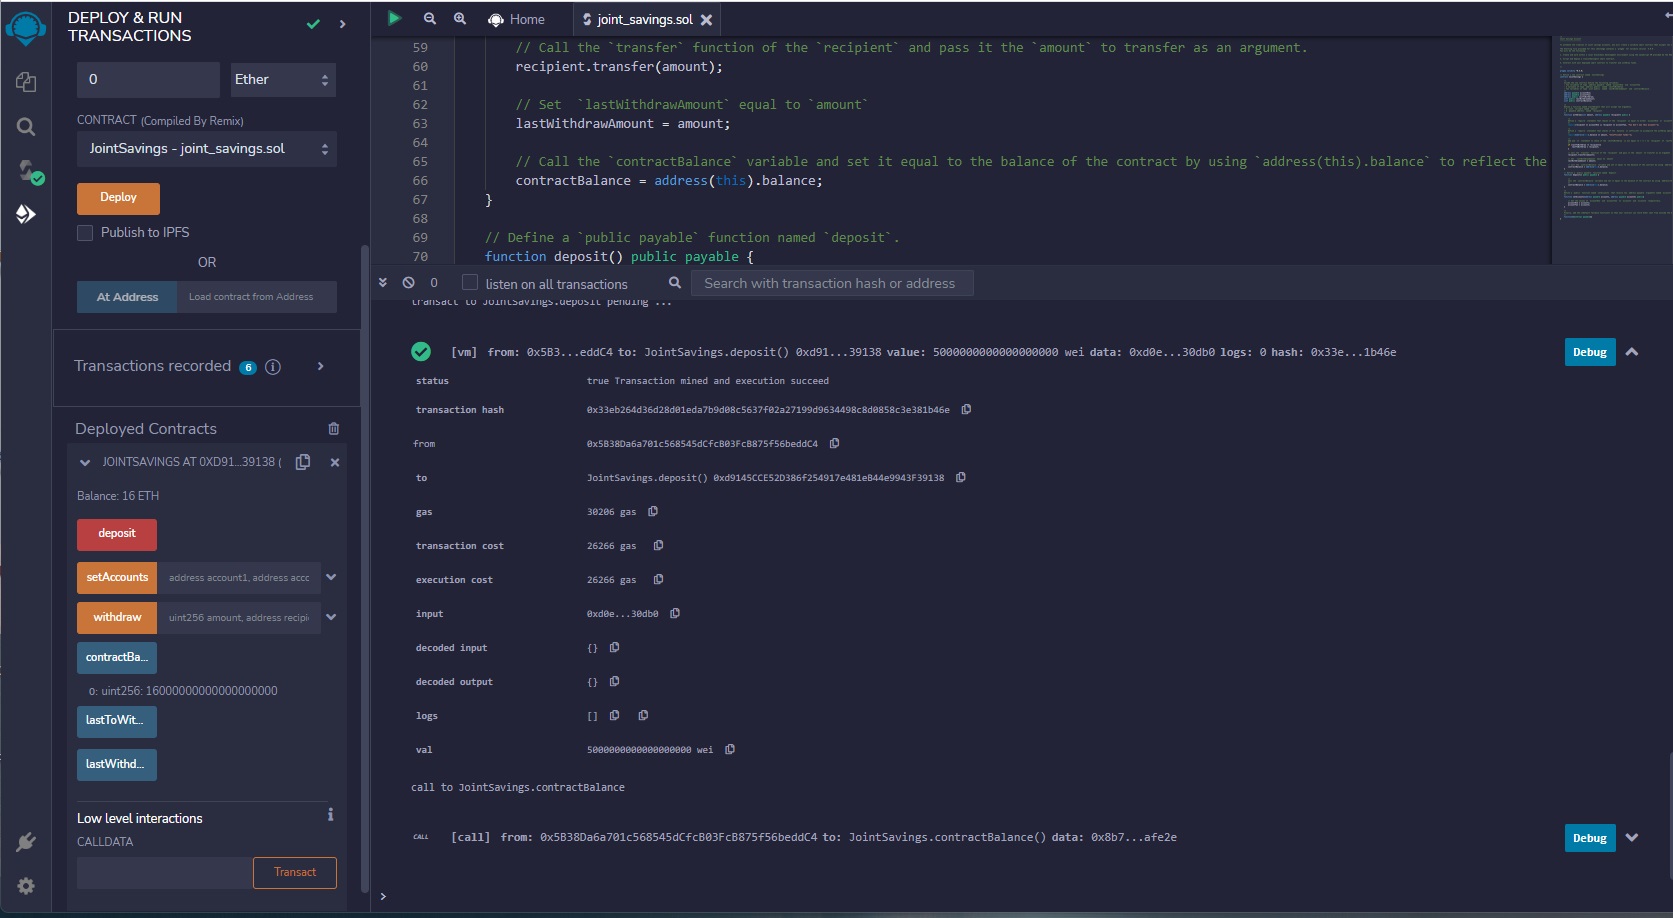 DEPLOY & RUN
TRANSACTIONS
0
Ether
CONTRACT (Compiled By Remix)
JointSavings - joint_savings.sol
Deploy
Publish to IPFS
OR
At Address
Load contract from Address
Transactions recorded 6 i
Deployed Contracts
JOINTSAVINGS AT 0XD91...39138 (
Balance: 16 ETH
deposit
setAccounts address account1, address acco
withdraw uint256 amount, address recipi
contractBa...
0: uint256: 16000000000000000000
lastToWit...
lastWithd...
Low level interactions
CALLDATA
Transact
Home
joint_savings.sol
59 // Call the `transfer` function of the `recipient` and pass it the `amount` to transfer as an argument.
60 recipient.transfer(amount);
61
62 // Set  `lastWithdrawAmount` equal to `amount`
63 lastWithdrawAmount = amount;
64
65 // Call the `contractBalance` variable and set it equal to the balance of the contract by using `address(this).balance` to reflect the
66 contractBalance = address(this).balance;
67 }
68
69 // Define a `public payable` function named `deposit`.
70 function deposit() public payable {
0
listen on all transactions
Search with transaction hash or address
transact to JointSavings.deposit pending ...
[vm] from: 0x5B3...eddC4 to: JointSavings.deposit() 0xd91...39138 value: 5000000000000000000 wei data: 0xd0e...30db0 logs: 0 hash: 0x33e...1b46e
Debug
status true Transaction mined and execution succeed
transaction hash 0x33eb264d36d28d01eda7b9d08c5637f02a27199d9634498c8d0858c3e381b46e
from 0x5B38Da6a701c568545dCfcB03FcB875f56beddC4
to JointSavings.deposit() 0xd9145CCE52D386f254917e481eB44e9943F39138
gas 30206 gas
transaction cost 26266 gas
execution cost 26266 gas
input 0xd0e...30db0
decoded input {}
decoded output {}
logs []
val 5000000000000000000 wei
call to JointSavings.contractBalance
CALL [call] from: 0x5B38Da6a701c568545dCfcB03FcB875f56beddC4 to: JointSavings.contractBalance() data: 0x8b7...afe2e
Debug
>